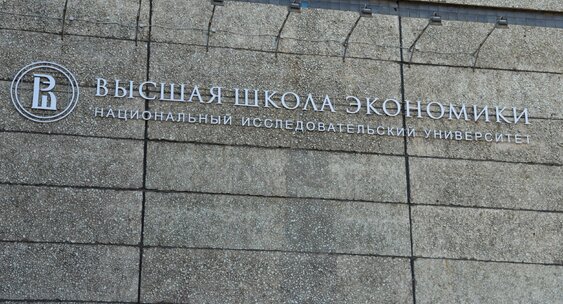 ВЫСШАЯ ШКОЛА ЭКОНОМИКИ
НАЦИОНАЛЬНЫЙ ИССЛЕДОВАТЕЛЬСКИЙ УНИВЕРСИТЕТ